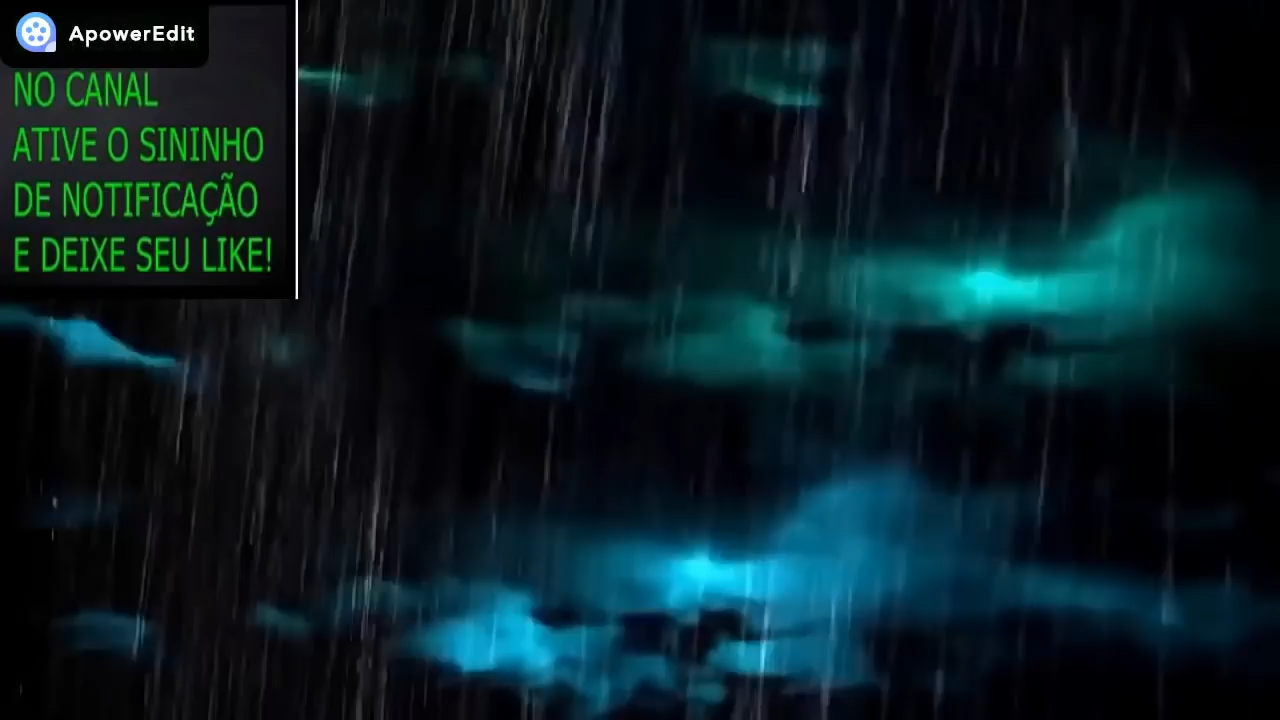 ApowerEdit
NO CANAL
ATIVE O SININHO
DE NOTIFICAÇÃO
E DEIXE SEU LIKE!